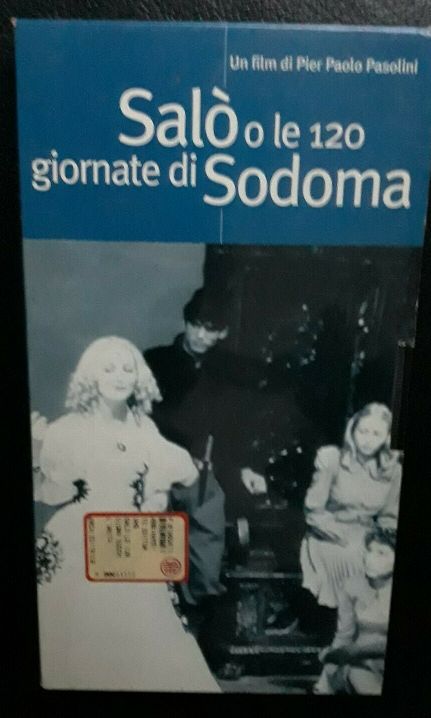 Un film di Pier Paolo Pasolini
Salò o le 120
giornate di Sodoma